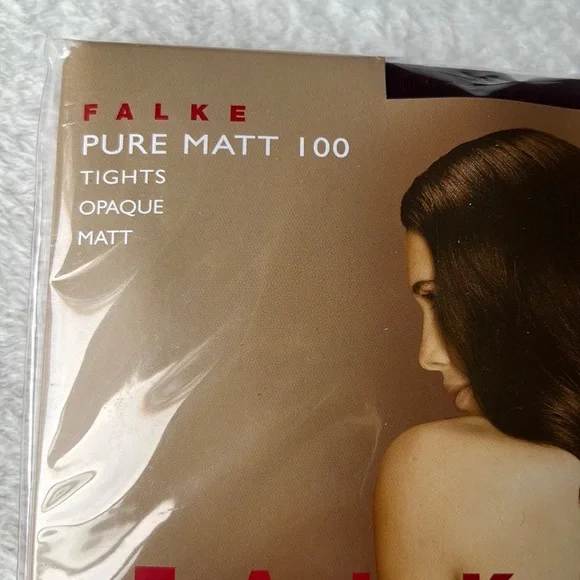 FALKE
PURE MATT 100
TIGHTS
OPAQUE
MATT